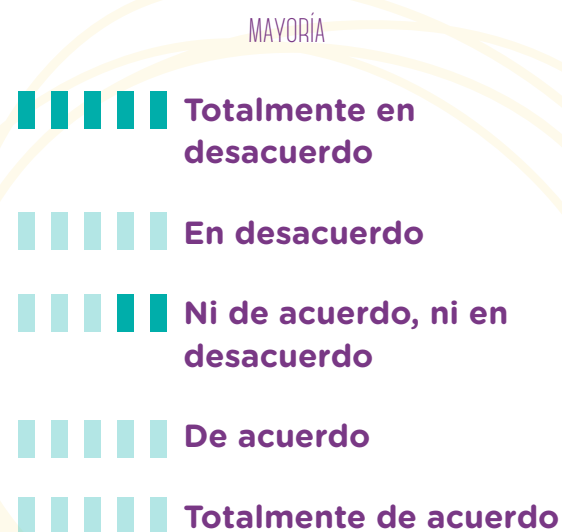 MAYORÍA
Totalmente en
desacuerdo
En desacuerdo
Ni de acuerdo, ni en
desacuerdo
De acuerdo
Totalmente de acuerdo